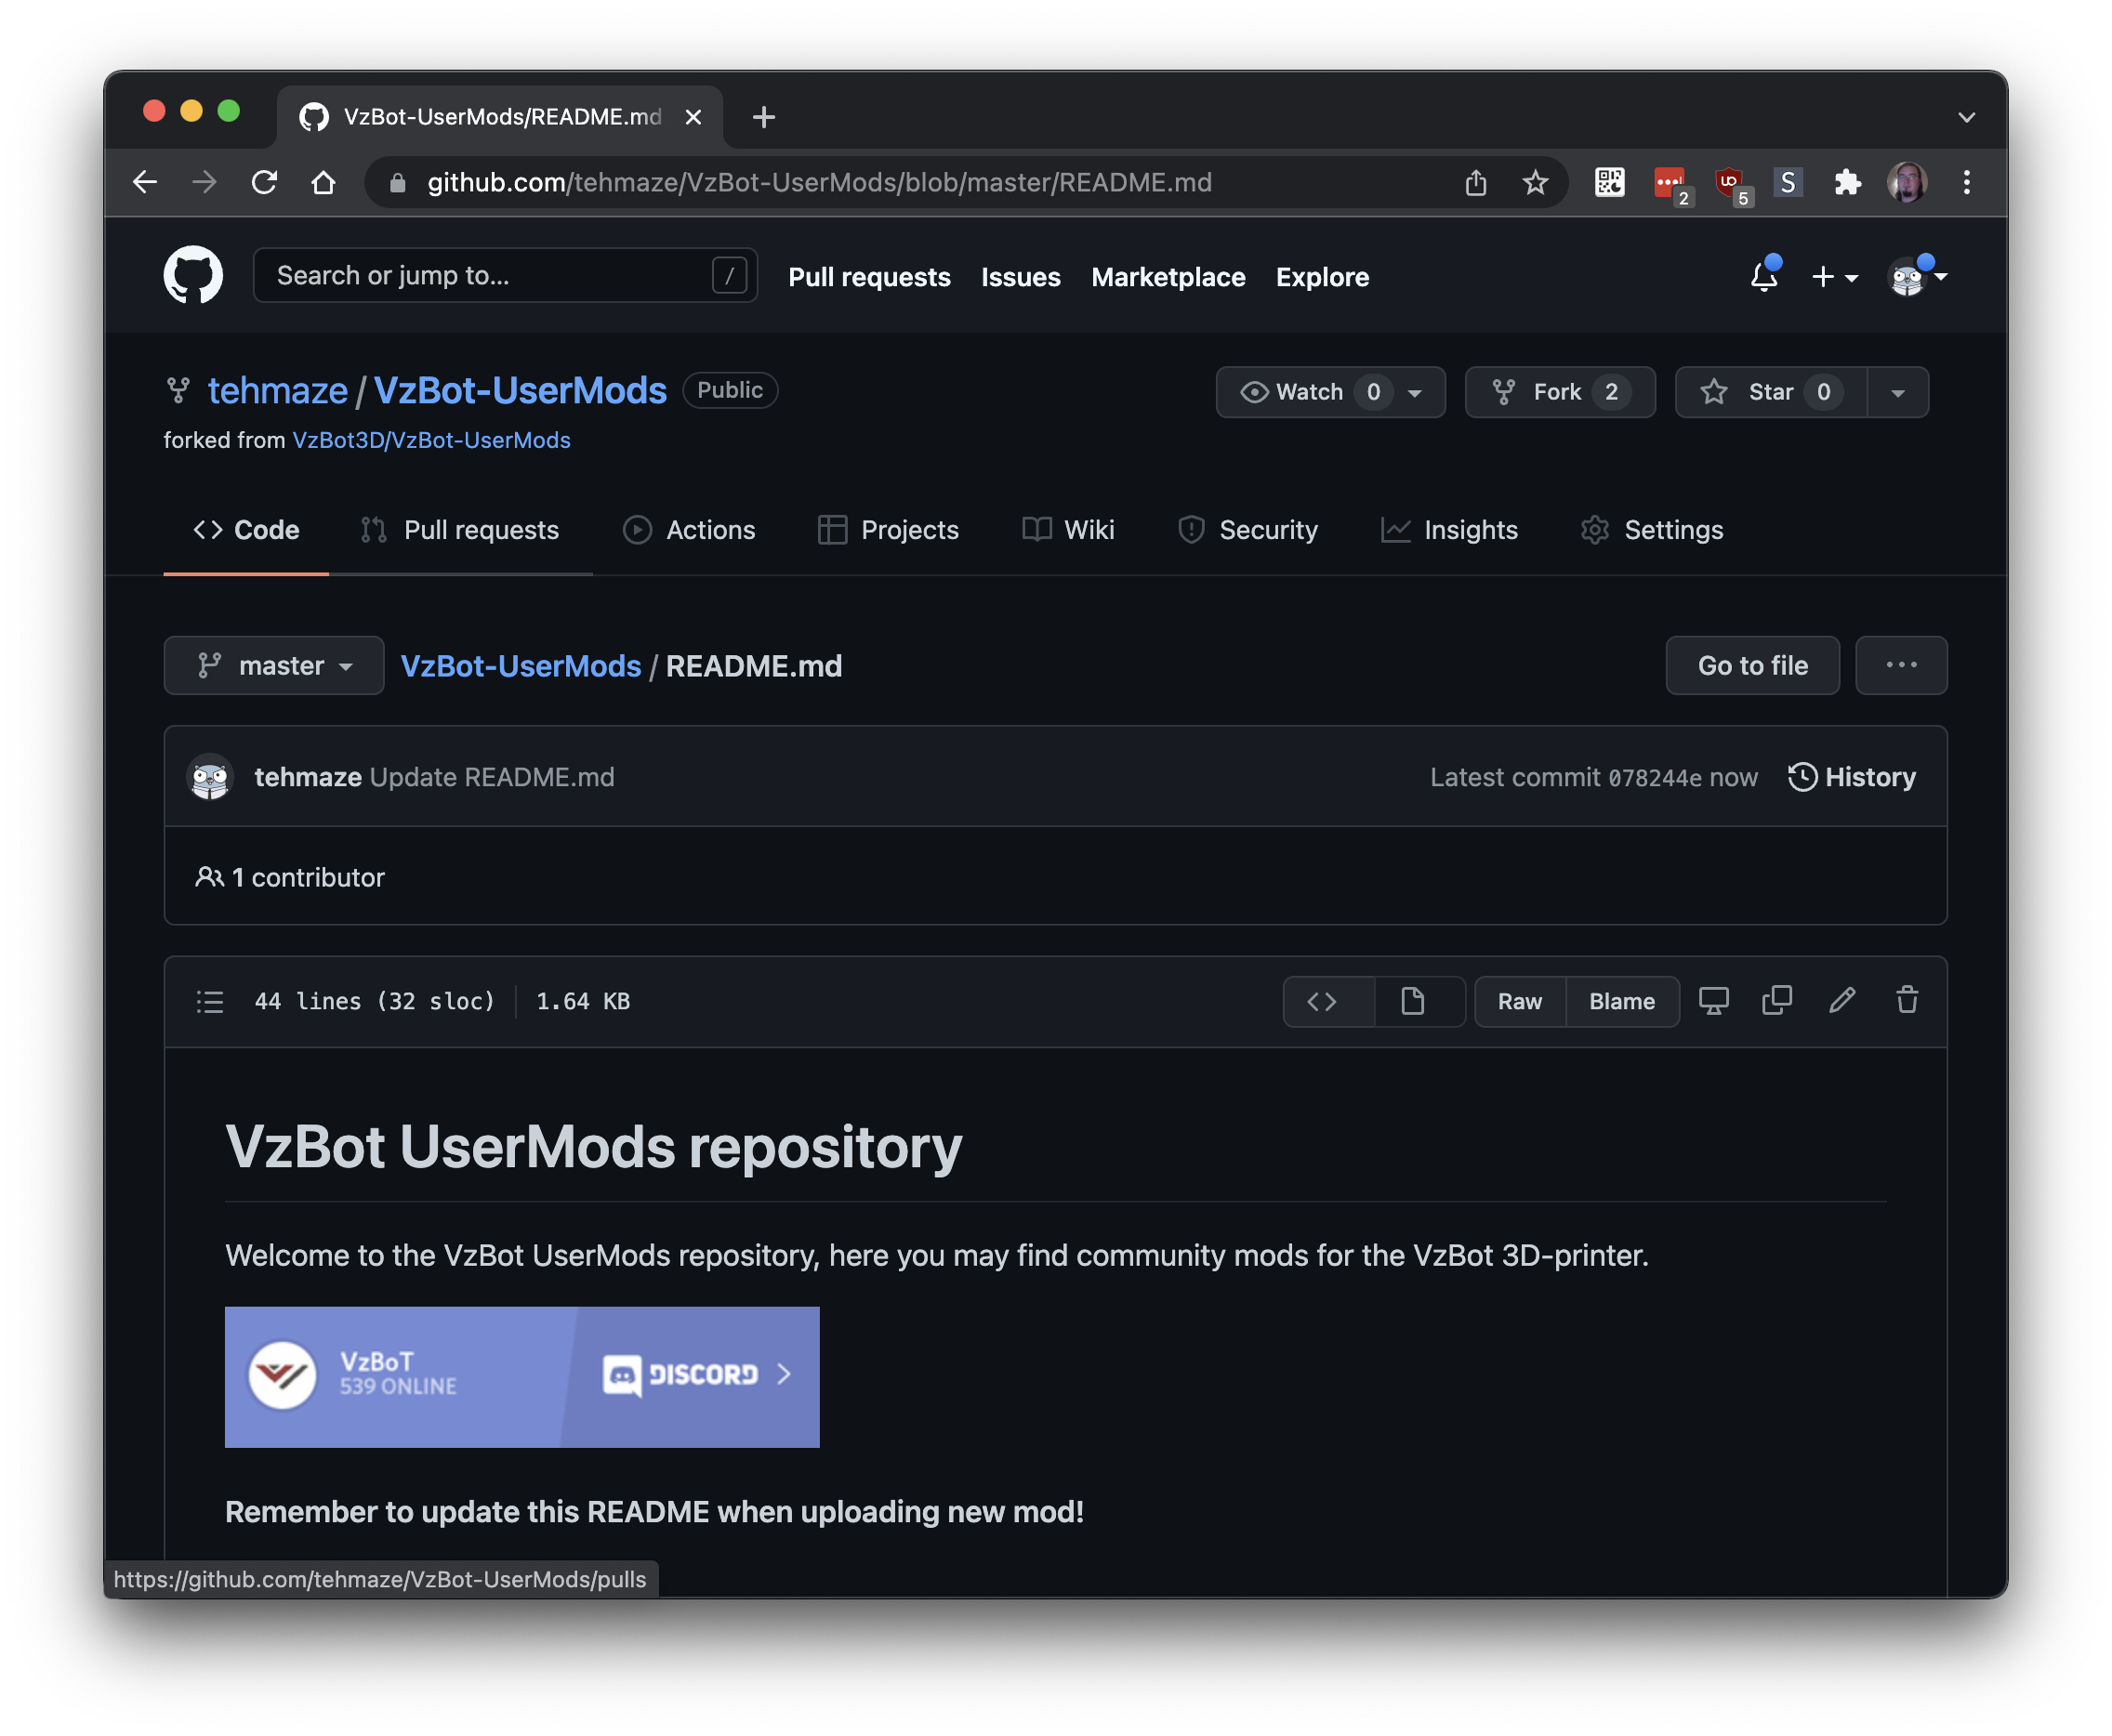 VzBot-UserMods/README.md
github.com/tehmaze/VzBot-UserMods/blob/master/README.md
2
5
S
Search or jump to...
/
Pull requests
Issues
Marketplace
Explore
tehmaze / VzBot-UserMods
Public
Watch 0
Fork 2
Star 0
forked from VzBot3D/VzBot-UserMods
Code
Pull requests
Actions
Projects
Wiki
Security
Insights
Settings
master
VzBot-UserMods / README.md
Go to file
tehmaze Update README.md
Latest commit 078244e now
History
1 contributor
44 lines (32 sloc)
1.64 KB
Raw
Blame
VzBot UserMods repository
Welcome to the VzBot UserMods repository, here you may find community mods for the VzBot 3D-printer.
VzBoT
539 ONLINE
DISCORD
Remember to update this README when uploading new mod!
https://github.com/tehmaze/VzBot-UserMods/pulls